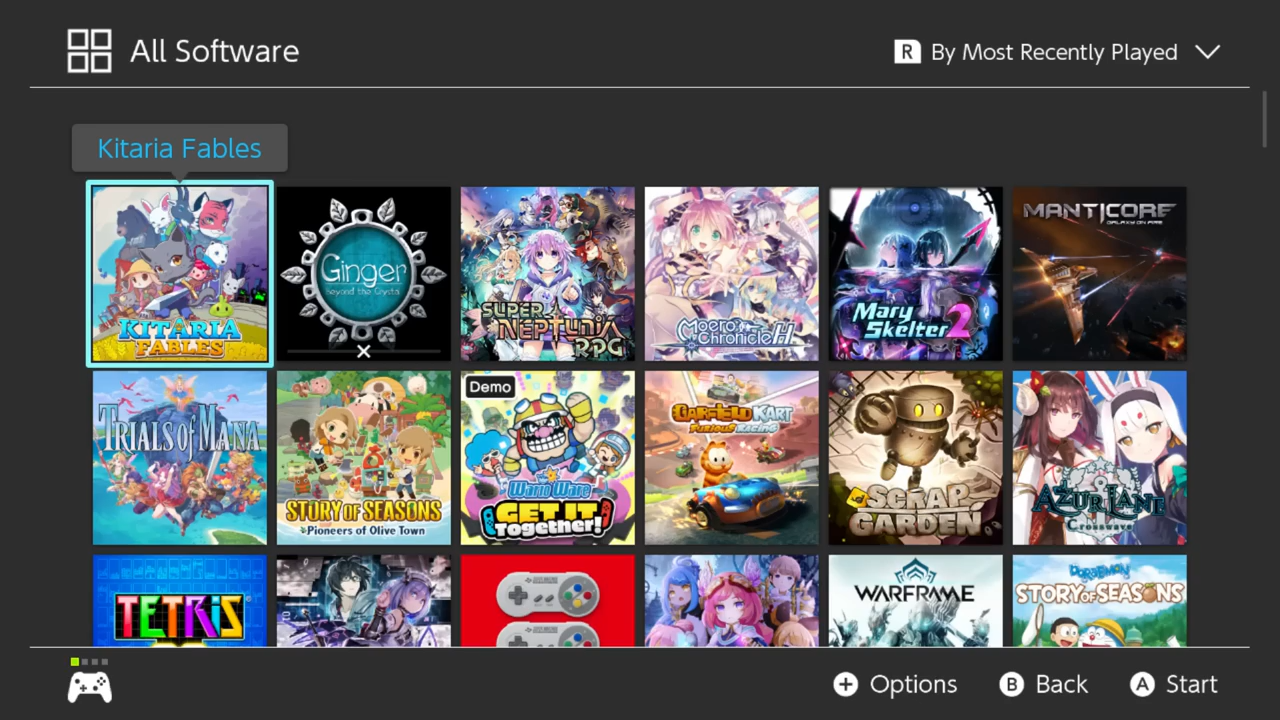 All Software
R By Most Recently Played
Kitaria Fables
KITARIA
FABLES
Ginger
Beyond the Crystal
SUPER
NEPTUNIA
RPG
Moero
Chronicle H
Mary
Skelter 2
MANTICORE
GALAXY ON FIRE
TRIALS of MANA
STORY OF SEASONS
Pioneers of Olive Town
Demo
Wario Ware
GET IT
Together!
GARFIELD KART
FURIOUS RACING
SCRAP
GARDEN
AZUR LANE
Crosswave
TETRIS
WARFRAME
DORAEMON
STORY OF SEASONS
+ Options
B Back
A Start